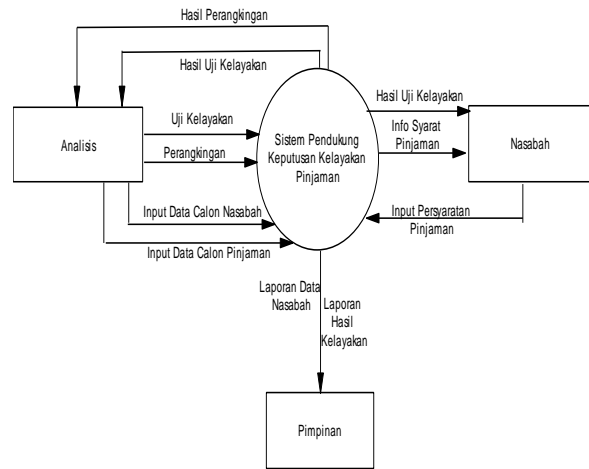 Hasil Perangkingan
Hasil Uji Kelayakan
Analisis
Uji Kelayakan
Perangkingan
Input Data Calon Nasabah
Input Data Calon Pinjaman
Sistem Pendukung
Keputusan Kelayakan
Pinjaman
Hasil Uji Kelayakan
Info Syarat
Pinjaman
Input Persyaratan
Pinjaman
Nasabah
Laporan Data
Nasabah
Laporan
Hasil
Kelayakan
Pimpinan